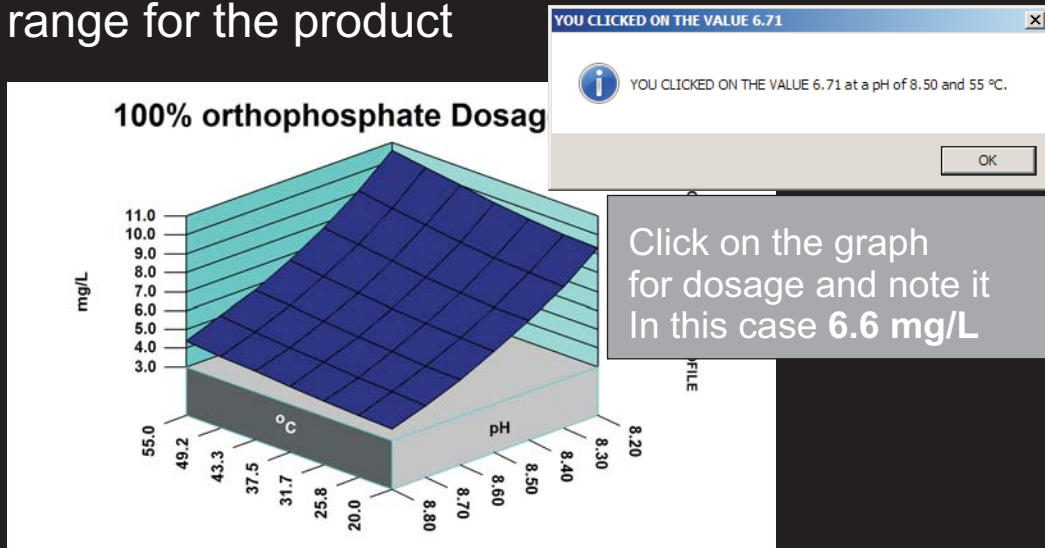 range for the product
YOU CLICKED ON THE VALUE 6.71
YOU CLICKED ON THE VALUE 6.71 at a pH of 8.50 and 55 ºC.
OK
100% orthophosphate Dosag
mg/L
11.0
10.0
9.0
8.0
7.0
6.0
5.0
4.0
3.0
Click on the graph
for dosage and note it
In this case 6.6 mg/L
OFILE
ºC
pH
55.0
49.2
43.3
37.5
31.7
25.8
20.0
8.80
8.70
8.60
8.50
8.40
8.30
8.20